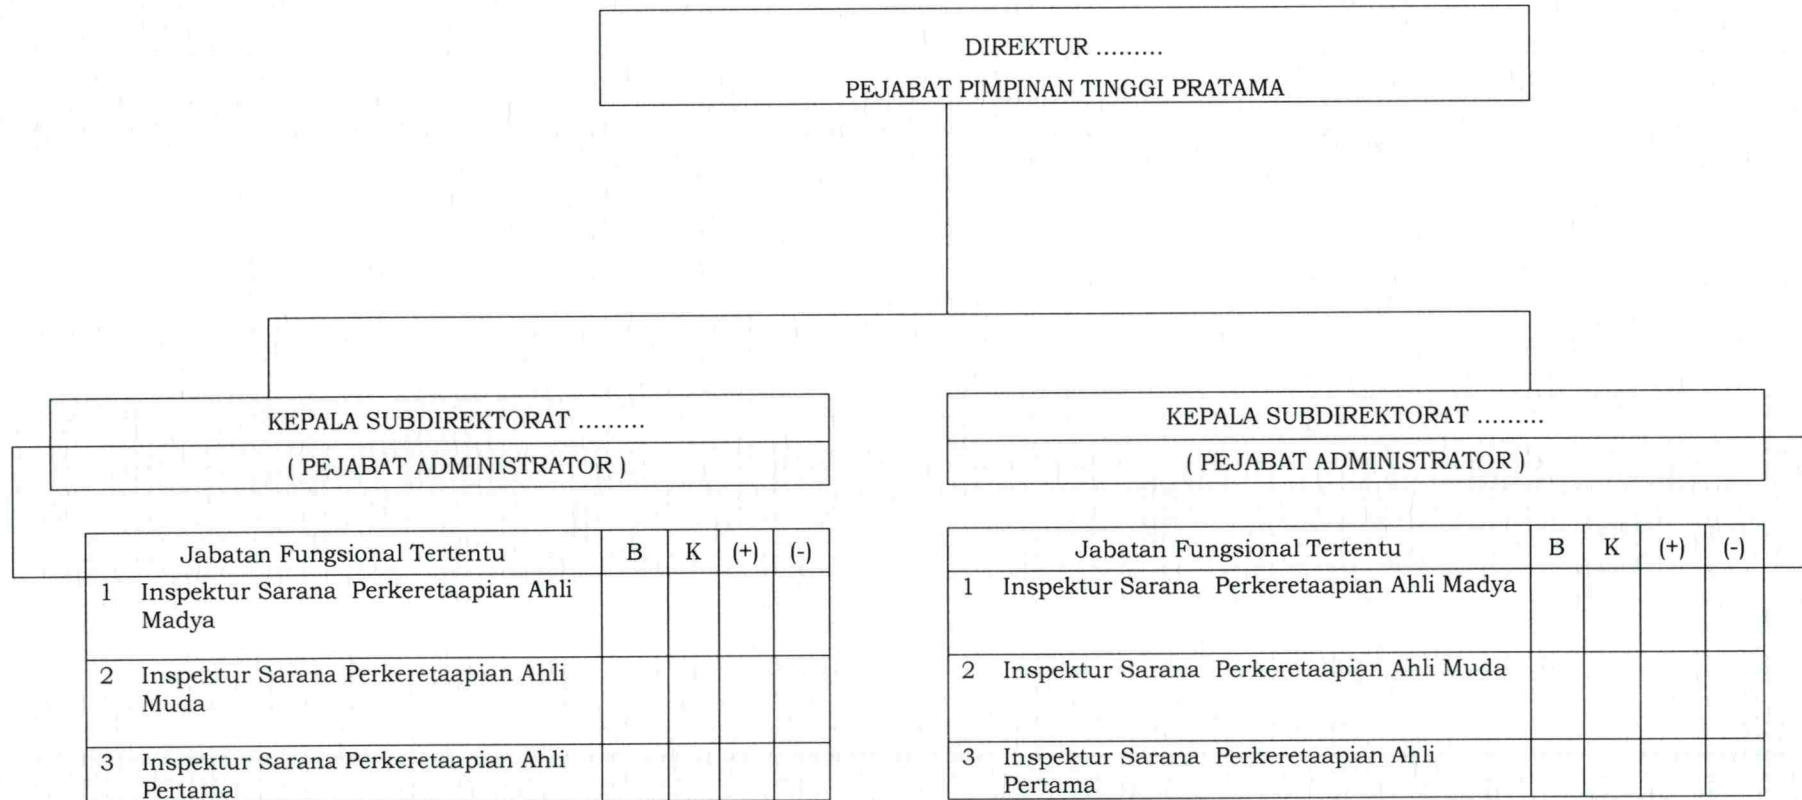 DIREKTUR .........
PEJABAT PIMPINAN TINGGI PRATAMA
KEPALA SUBDIREKTORAT .........
( PEJABAT ADMINISTRATOR )
Jabatan Fungsional Tertentu B K (+) (-)
1 Inspektur Sarana Perkeretaapian Ahli
Madya
2 Inspektur Sarana Perkeretaapian Ahli
Muda
3 Inspektur Sarana Perkeretaapian Ahli
Pertama
KEPALA SUBDIREKTORAT .........
( PEJABAT ADMINISTRATOR )
Jabatan Fungsional Tertentu B K (+) (-)
1 Inspektur Sarana Perkeretaapian Ahli Madya
2 Inspektur Sarana Perkeretaapian Ahli Muda
3 Inspektur Sarana Perkeretaapian Ahli
Pertama